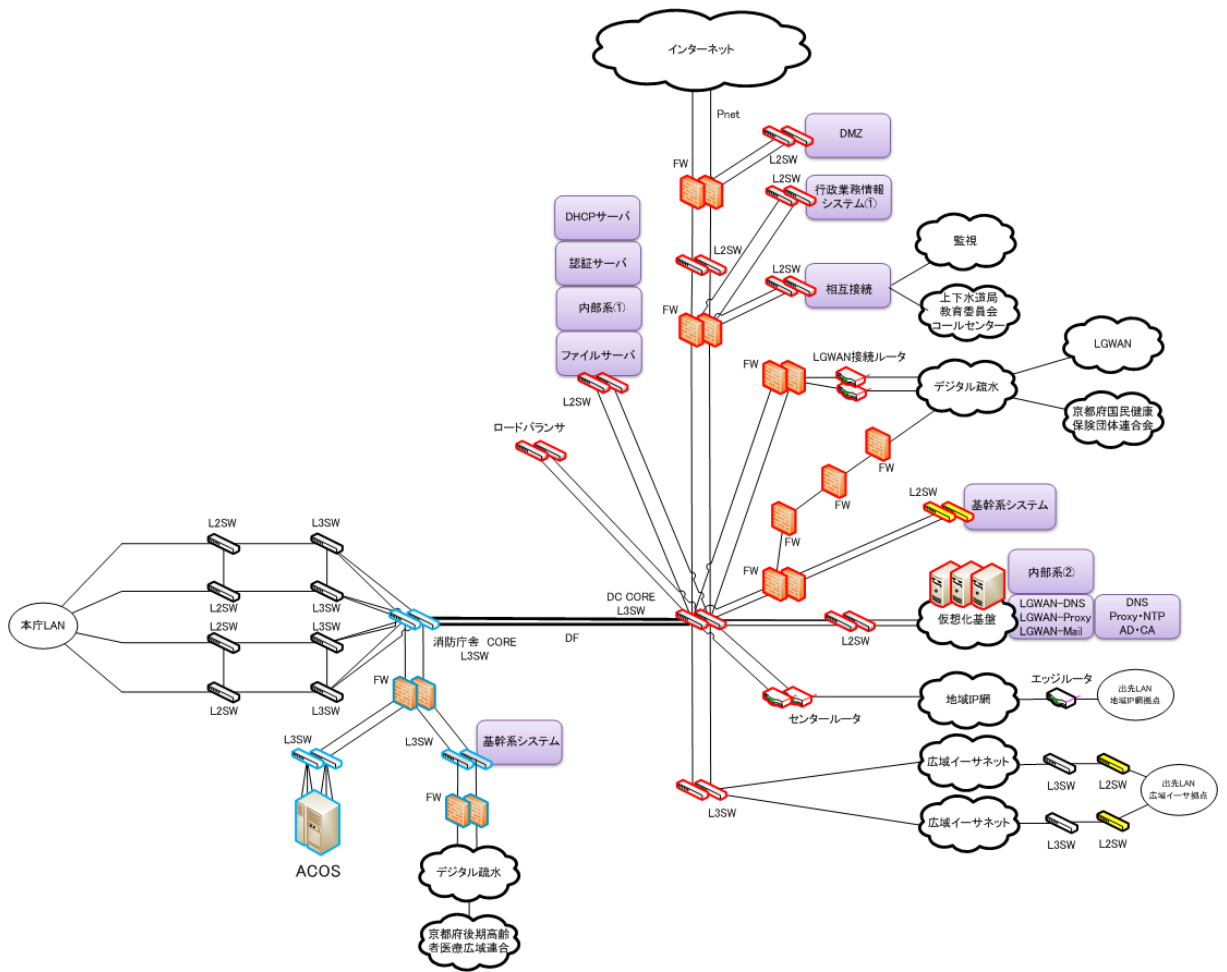 インターネット
Pnet
DMZ
L2SW
FW
L2SW
行政業務情報
システム①
DHCPサーバ
認証サーバ
内部系①
ファイルサーバ
L2SW
L2SW
FW
L2SW
相互接続
監視
上下水道局
教育委員会
コールセンター
FW
LGWAN接続ルータ
デジタル疏水
LGWAN
京都府国民健康
保険団体連合会
ロードバランサ
FW
FW
FW
L2SW
基幹系システム
FW
DC CORE
L3SW
内部系②
仮想化基盤
LGWAN-DNS
LGWAN-Proxy
LGWAN-Mail
DNS
Proxy・NTP
AD・CA
L2SW
本庁LAN
L2SW
L3SW
L2SW
L3SW
L2SW
L3SW
L2SW
L3SW
消防庁舎 CORE
L3SW
DF
FW
L3SW
ACOS
L3SW
基幹系システム
FW
デジタル疏水
京都府後期高齢
者医療広域連合
センタールータ
地域IP網
エッジルータ
出先LAN
地域IP網拠点
L3SW
広域イーサネット
L3SW
L2SW
広域イーサネット
L3SW
L2SW
出先LAN
広域イーサ拠点